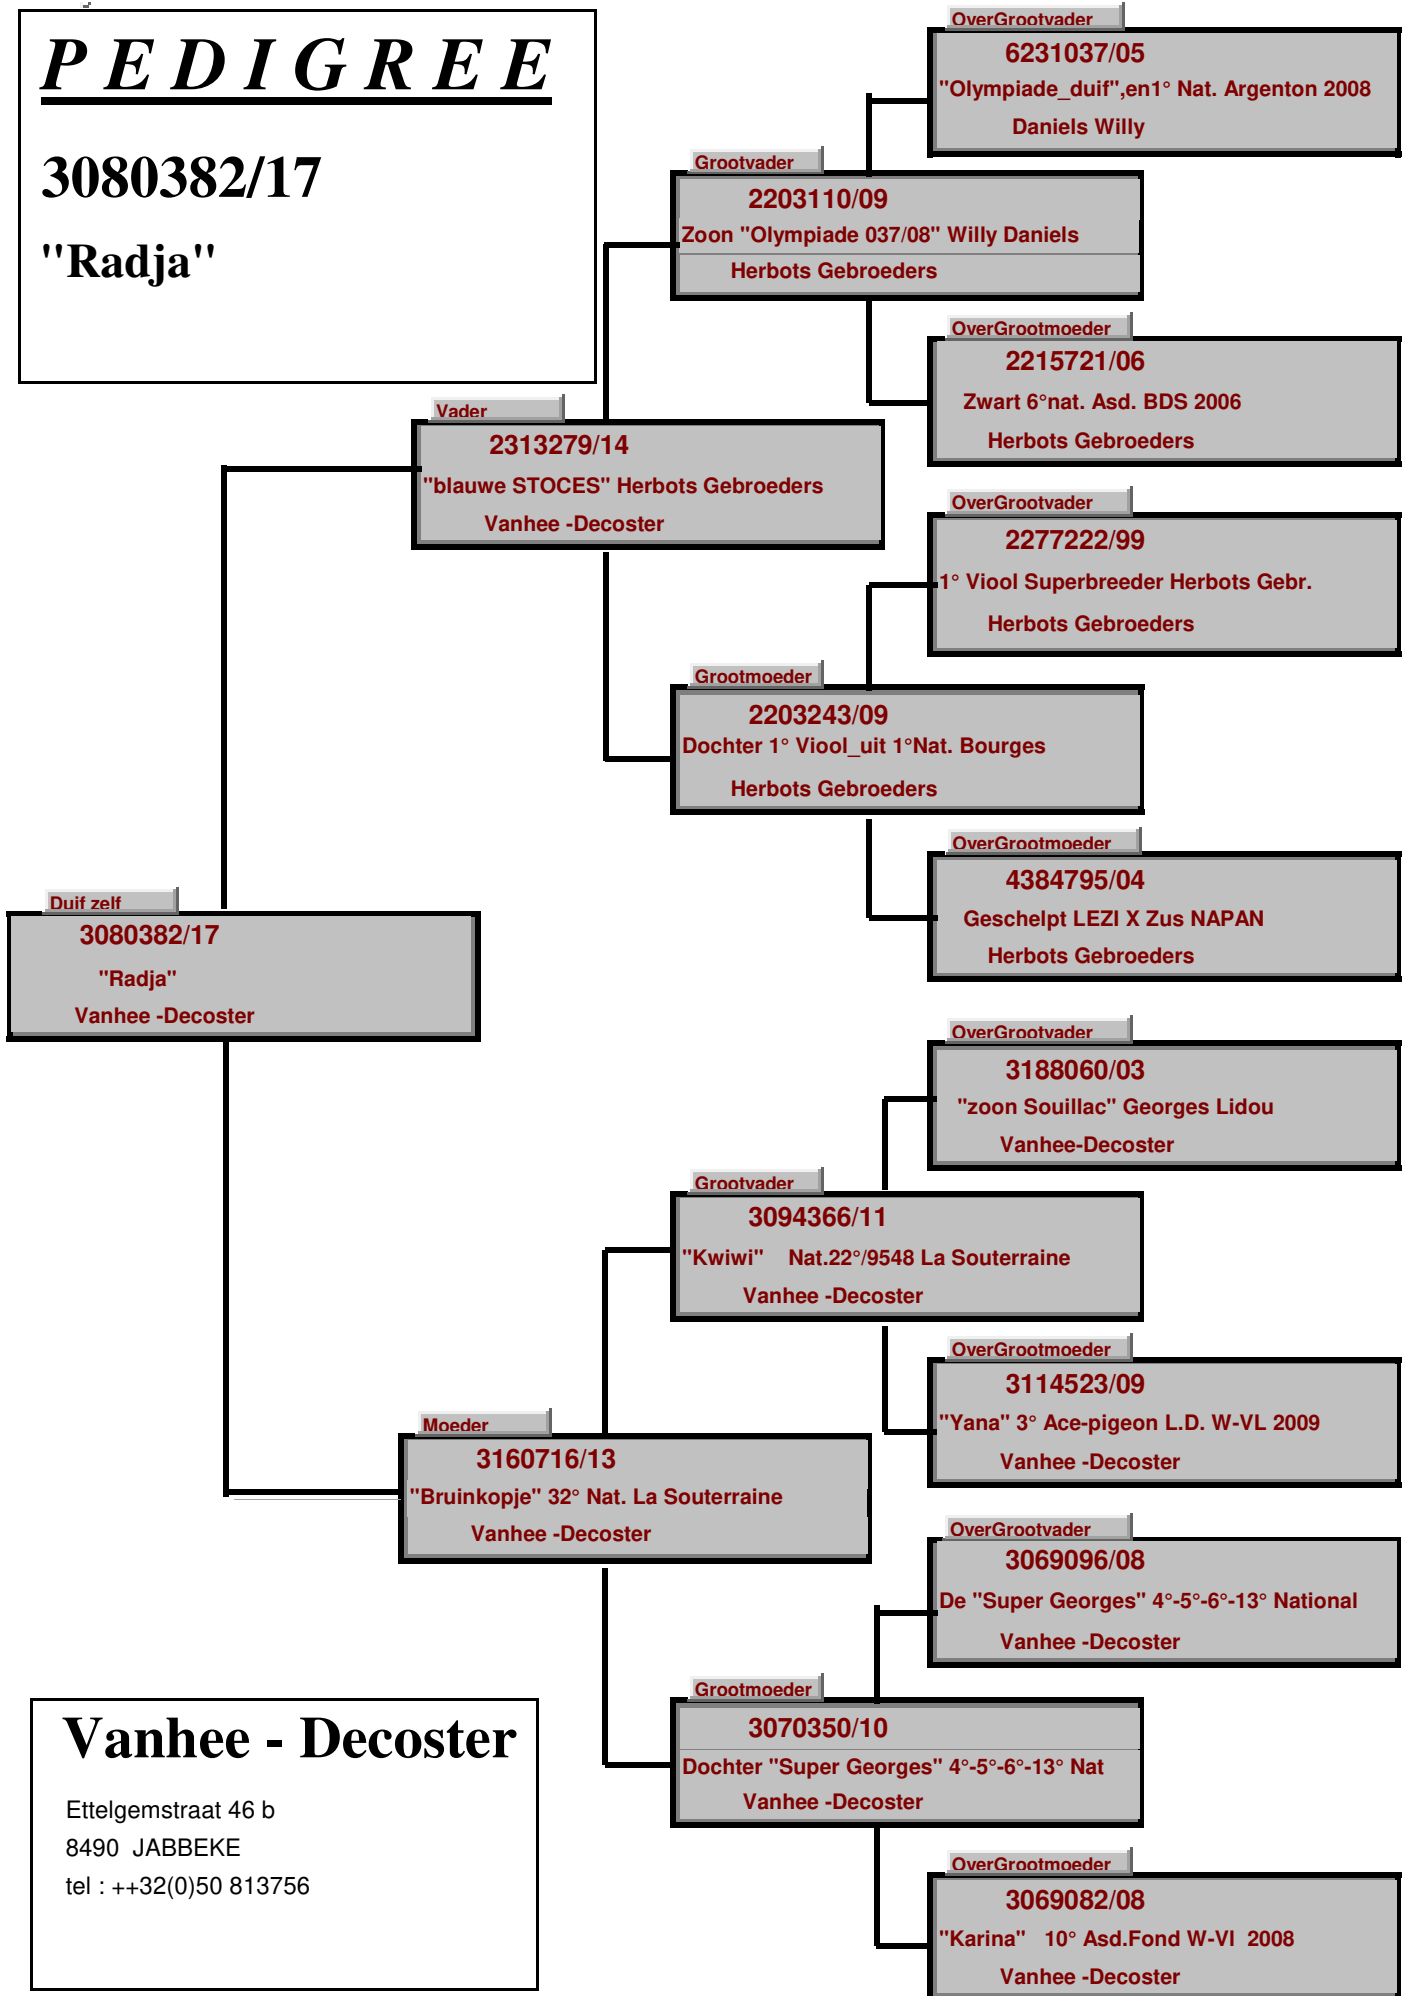 P E D I G R E E
3080382/17
"Radja"
OverGrootvader
6231037/05
"Olympiade_duif",en1° Nat. Argenton 2008
Daniels Willy
Grootvader
2203110/09
Zoon "Olympiade 037/08" Willy Daniels
Herbots Gebroeders
OverGrootmoeder
2215721/06
Zwart 6°nat. Asd. BDS 2006
Herbots Gebroeders
Vader
2313279/14
"blauwe STOCES" Herbots Gebroeders
Vanhee -Decoster
OverGrootvader
2277222/99
1° Viool Superbreeder Herbots Gebr.
Herbots Gebroeders
Grootmoeder
2203243/09
Dochter 1° Viool_uit 1°Nat. Bourges
Herbots Gebroeders
OverGrootmoeder
4384795/04
Geschelpt LEZI X Zus NAPAN
Herbots Gebroeders
Duif zelf
3080382/17
"Radja"
Vanhee -Decoster
OverGrootvader
3188060/03
"zoon Souillac" Georges Lidou
Vanhee-Decoster
Grootvader
3094366/11
"Kwiwi" Nat.22°/9548 La Souterraine
Vanhee -Decoster
OverGrootmoeder
3114523/09
"Yana" 3° Ace-pigeon L.D. W-VL 2009
Vanhee -Decoster
Moeder
3160716/13
"Bruinkopje" 32° Nat. La Souterraine
Vanhee -Decoster
OverGrootvader
3069096/08
De "Super Georges" 4°-5°-6°-13° National
Vanhee -Decoster
Grootmoeder
3070350/10
Dochter "Super Georges" 4°-5°-6°-13° Nat
Vanhee -Decoster
OverGrootmoeder
3069082/08
"Karina" 10° Asd.Fond W-Vl 2008
Vanhee -Decoster
Vanhee - Decoster
Ettelgemstraat 46 b
8490 JABBEKE
tel : ++32(0)50 813756